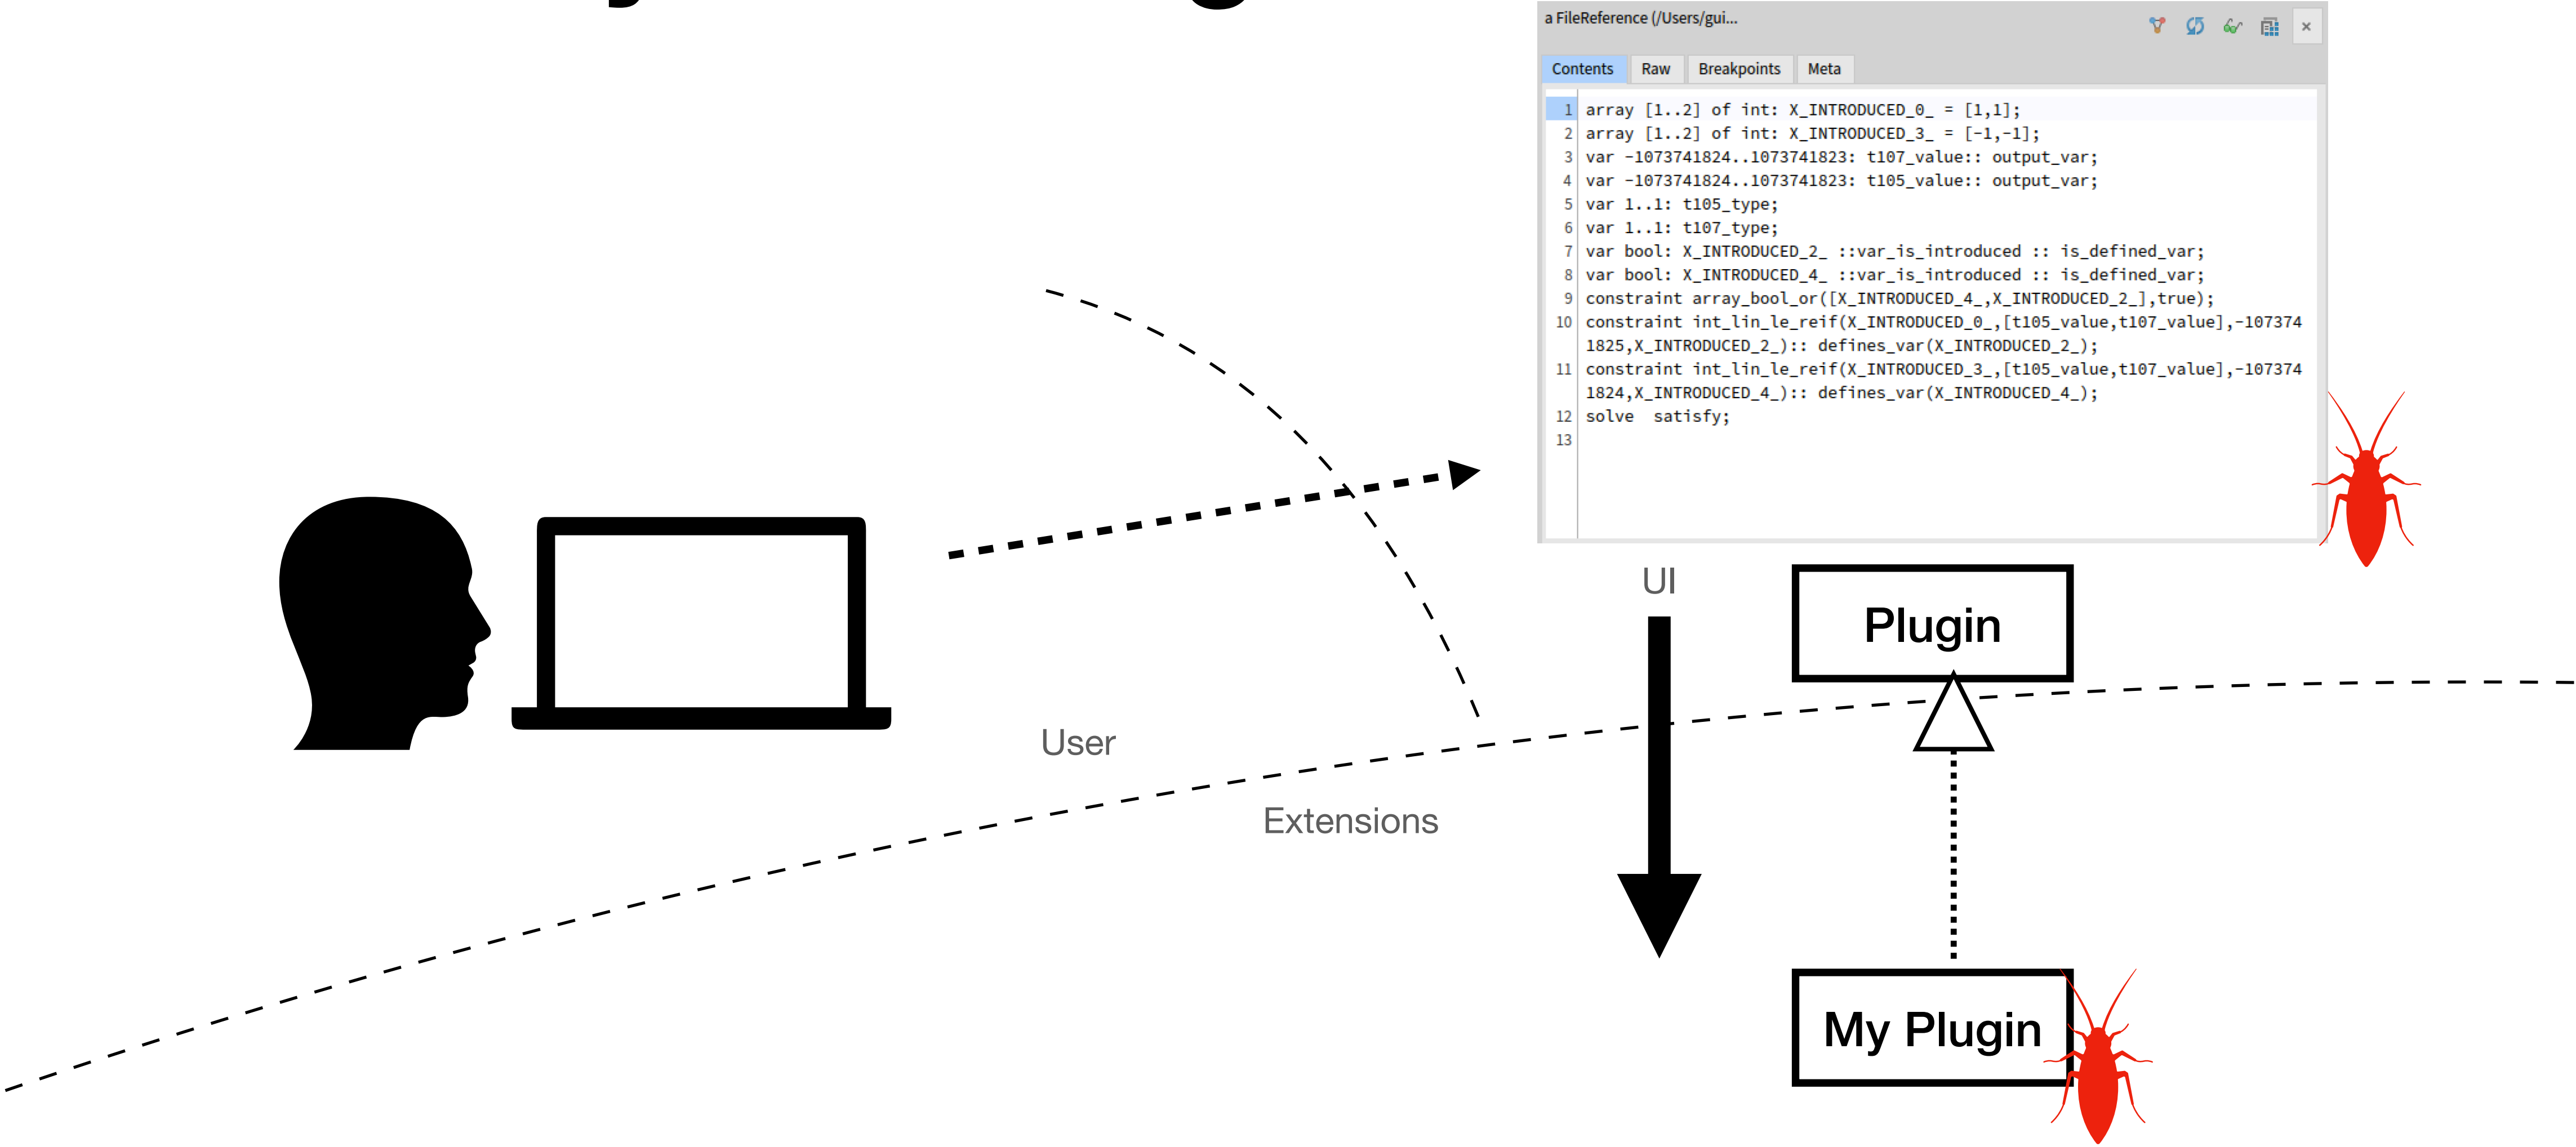 a FileReference (/Users/gui...
Contents Raw Breakpoints Meta
1 array [1..2] of int: X_INTRODUCED_0_ = [1,1];
2 array [1..2] of int: X_INTRODUCED_3_ = [-1,-1];
3 var -1073741824..1073741823: t107_value:: output_var;
4 var -1073741824..1073741823: t105_value:: output_var;
5 var 1..1: t105_type;
6 var 1..1: t107_type;
7 var bool: X_INTRODUCED_2_ ::var_is_introduced :: is_defined_var;
8 var bool: X_INTRODUCED_4_ ::var_is_introduced :: is_defined_var;
9 constraint array_bool_or([X_INTRODUCED_4_,X_INTRODUCED_2_],true);
10 constraint int_lin_le_reif(X_INTRODUCED_0_,[t105_value,t107_value],-107374
1825,X_INTRODUCED_2_):: defines_var(X_INTRODUCED_2_);
11 constraint int_lin_le_reif(X_INTRODUCED_3_,[t105_value,t107_value],-107374
1824,X_INTRODUCED_4_):: defines_var(X_INTRODUCED_4_);
12 solve  satisfy;
13
UI
Plugin
User
Extensions
My Plugin